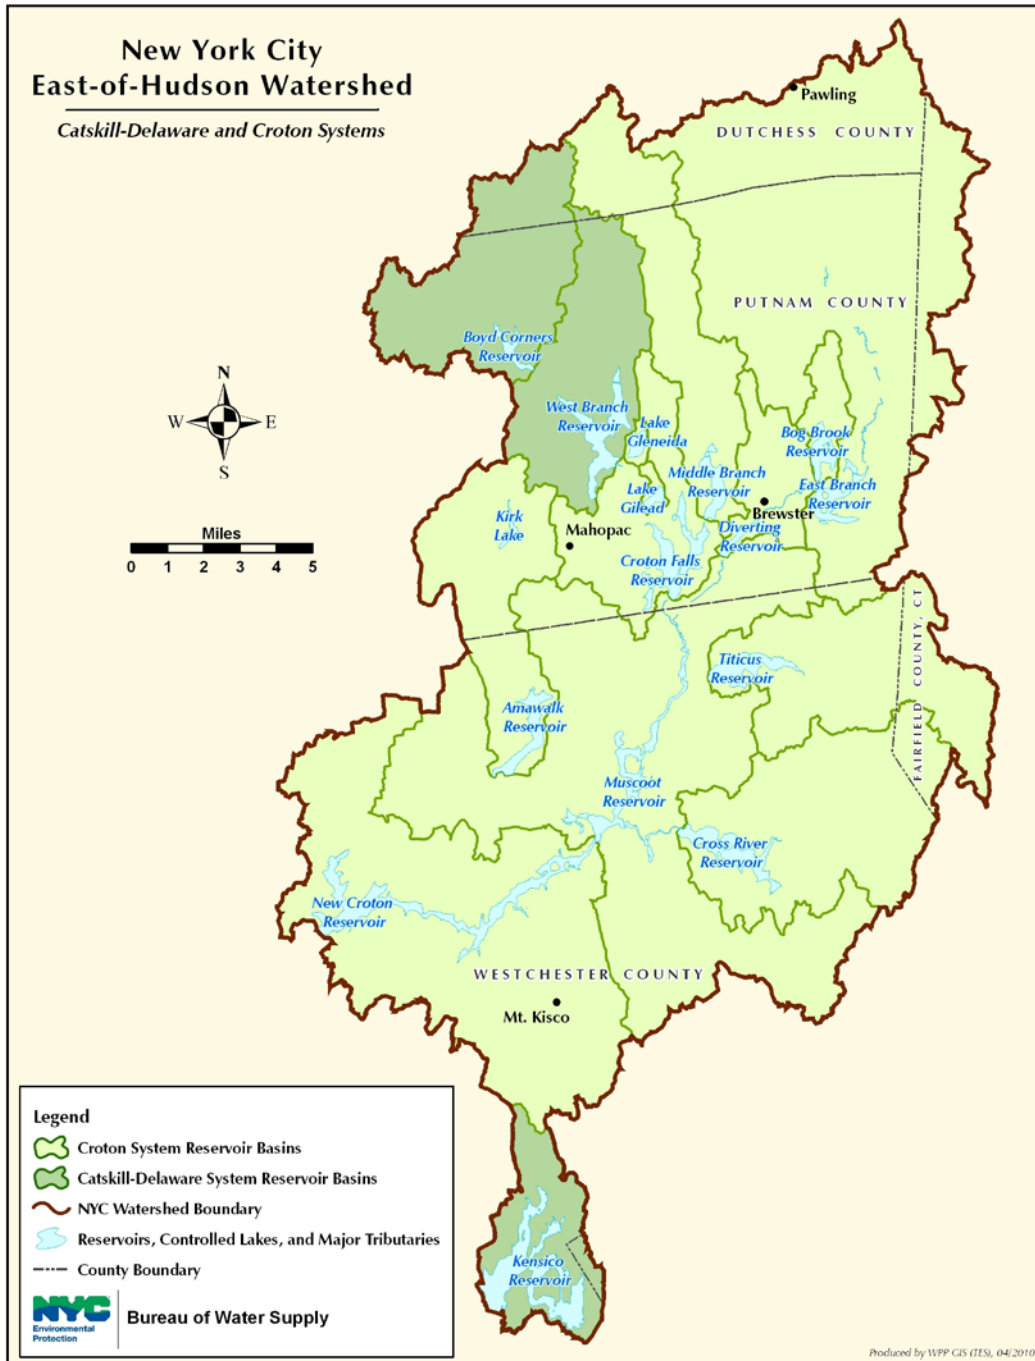 New York City
East-of-Hudson Watershed
Catskill-Delaware and Croton Systems
Pawling
DUTCHESS COUNTY
PUTNAM COUNTY
Boyd Corners
Reservoir
N
W
E
S
West Branch
Reservoir
Lake
Gleneida
Bog Brook
Reservoir
Middle Branch
Reservoir
East Branch
Reservoir
Lake
Gilead
Brewster
Kirk
Lake
Mahopac
Diverting
Reservoir
Miles
0 1 2 3 4 5
Croton Falls
Reservoir
FAIRFIELD COUNTY, CT
Titicus
Reservoir
Amawalk
Reservoir
Muscoot
Reservoir
Cross River
Reservoir
New Croton
Reservoir
WESTCHESTER COUNTY
Mt. Kisco
Legend
Croton System Reservoir Basins
Catskill-Delaware System Reservoir Basins
NYC Watershed Boundary
Reservoirs, Controlled Lakes, and Major Tributaries
County Boundary
Kensico
Reservoir
NYC
Environmental
Protection
Bureau of Water Supply
Produced by WPP GIS (TES), 04/2010